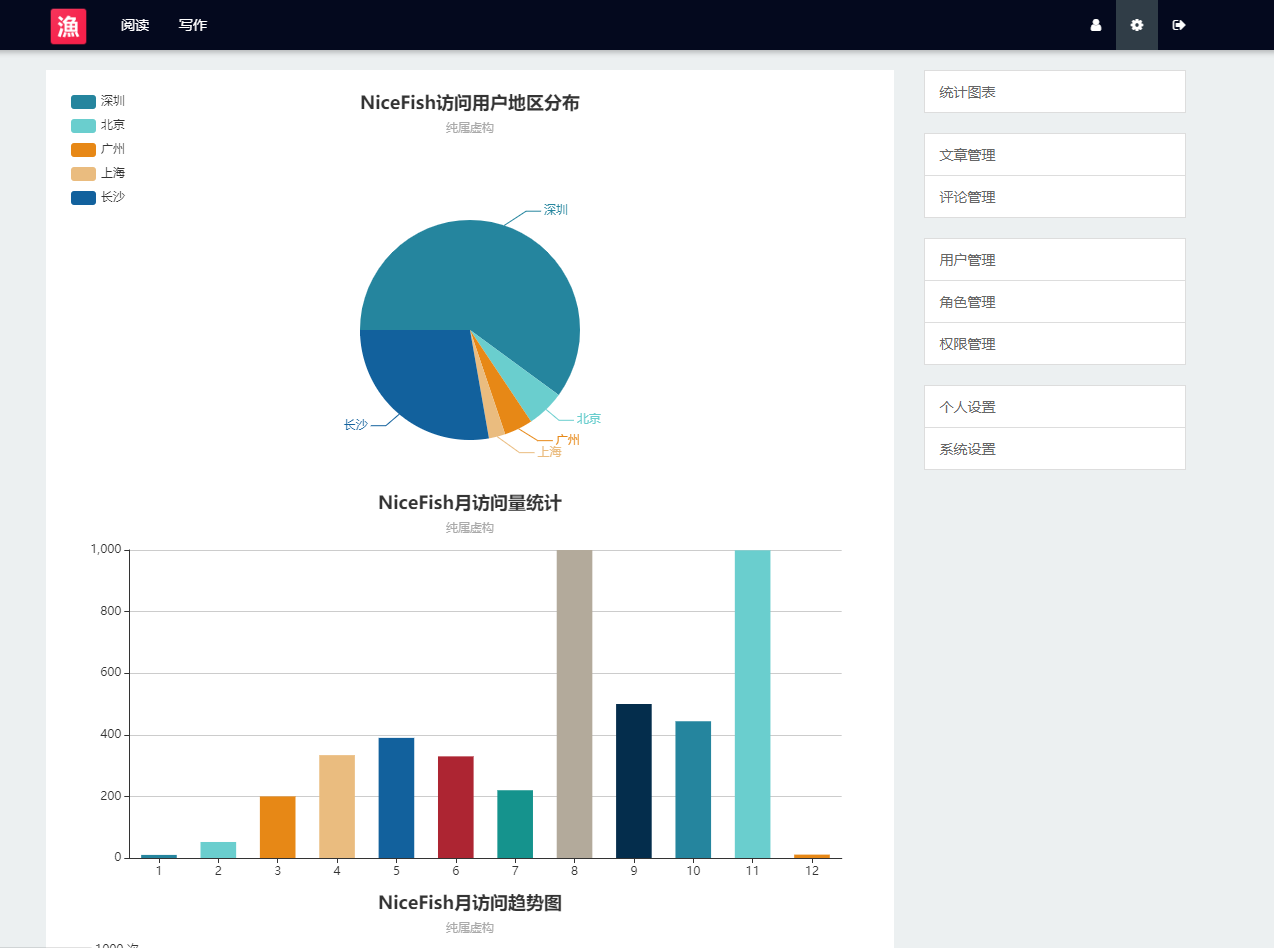 漁 阅读 写作
深圳
北京
广州
上海
长沙
NiceFish访问用户地区分布
纯属虚构
深圳
北京
广州
上海
长沙
NiceFish月访问量统计
纯属虚构
1,000
800
600
400
200
0
1 2 3 4 5 6 7 8 9 10 11 12
NiceFish月访问趋势图
纯属虚构
1000 次
统计图表
文章管理
评论管理
用户管理
角色管理
权限管理
个人设置
系统设置